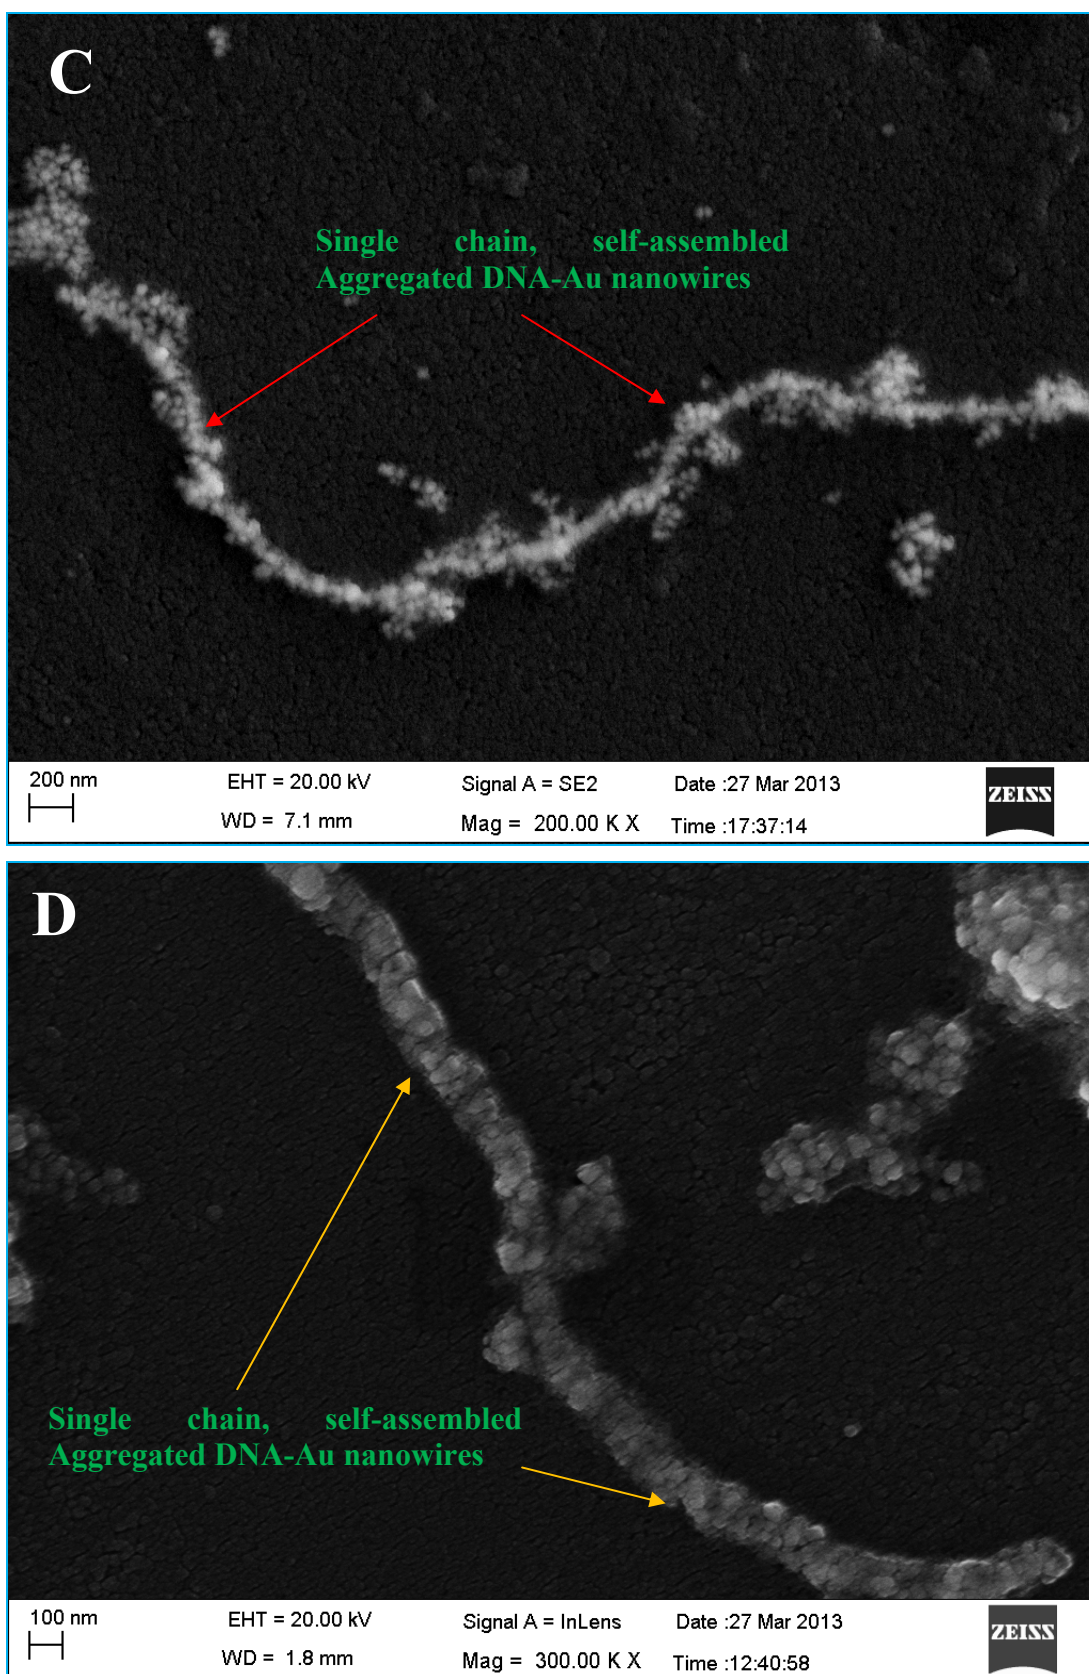 C
Single chain, self-assembled
Aggregated DNA-Au nanowires
200 nm EHT = 20.00 kV Signal A = SE2 Date :27 Mar 2013 ZEISS
WD = 7.1 mm Mag = 200.00 K X Time :17:37:14
D
Single chain, self-assembled
Aggregated DNA-Au nanowires
100 nm EHT = 20.00 kV Signal A = InLens Date :27 Mar 2013 ZEISS
WD = 1.8 mm Mag = 300.00 K X Time :12:40:58